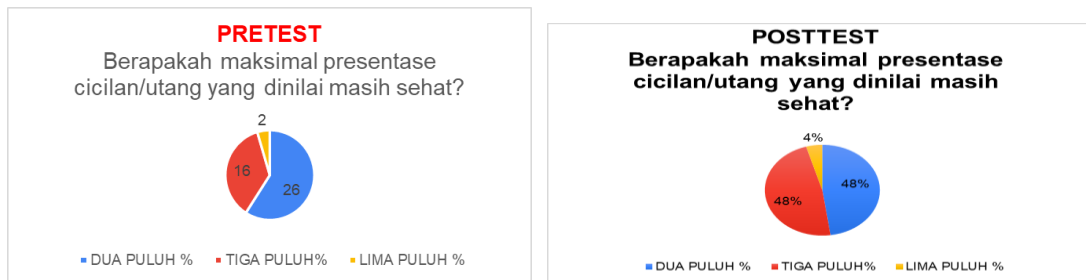 PRETEST
Berapakah maksimal presentase
cicilan/utang yang dinilai masih sehat?
2
16
26
DUA PULUH %
TIGA PULUH%
LIMA PULUH %
POSTTEST
Berapakah maksimal presentase
cicilan/utang yang dinilai masih
sehat?
4%
48%
48%
DUA PULUH %
TIGA PULUH %
LIMA PULUH %